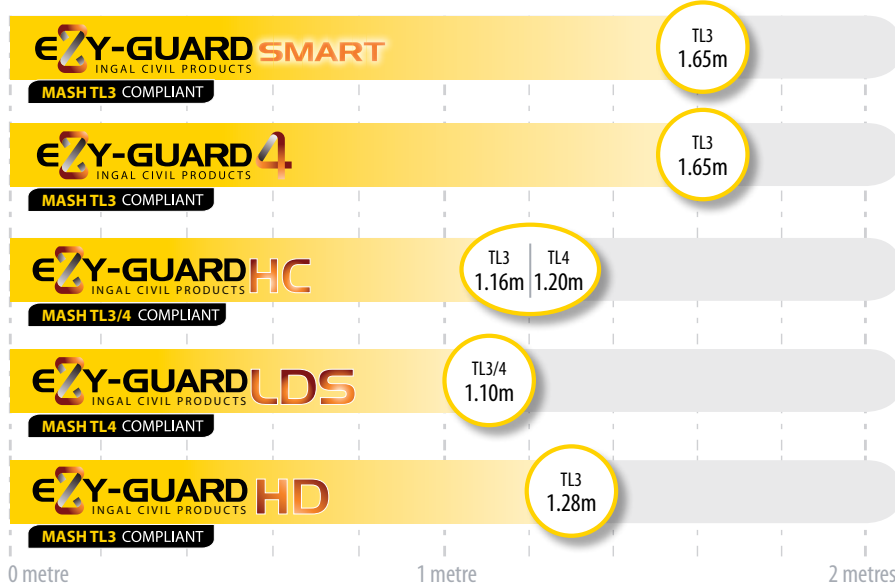 EZY-GUARD SMART
INGAL CIVIL PRODUCTS
MASH TL3 COMPLIANT
TL3
1.65m
EZY-GUARD 4
INGAL CIVIL PRODUCTS
MASH TL3 COMPLIANT
TL3
1.65m
EZY-GUARD HC
INGAL CIVIL PRODUCTS
MASH TL3/4 COMPLIANT
TL3 TL4
1.16m 1.20m
EZY-GUARD LDS
INGAL CIVIL PRODUCTS
MASH TL4 COMPLIANT
TL3/4
1.10m
EZY-GUARD HD
INGAL CIVIL PRODUCTS
MASH TL3 COMPLIANT
TL3
1.28m
0 metre 1 metre 2 metres